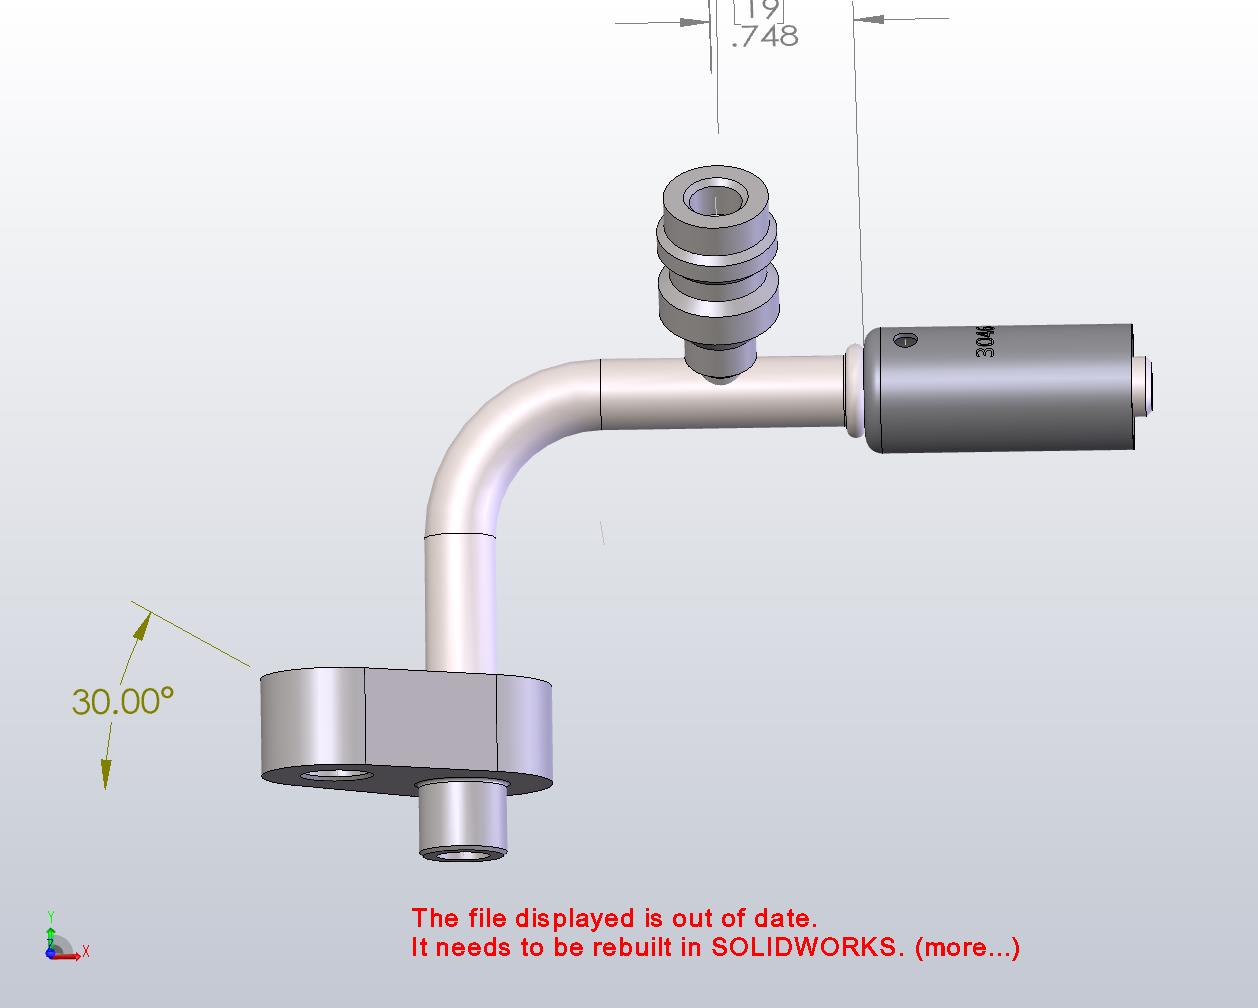 19
.748
3046
30.00°
The file displayed is out of date.
It needs to be rebuilt in SOLIDWORKS. (more...)
Y
Z
X